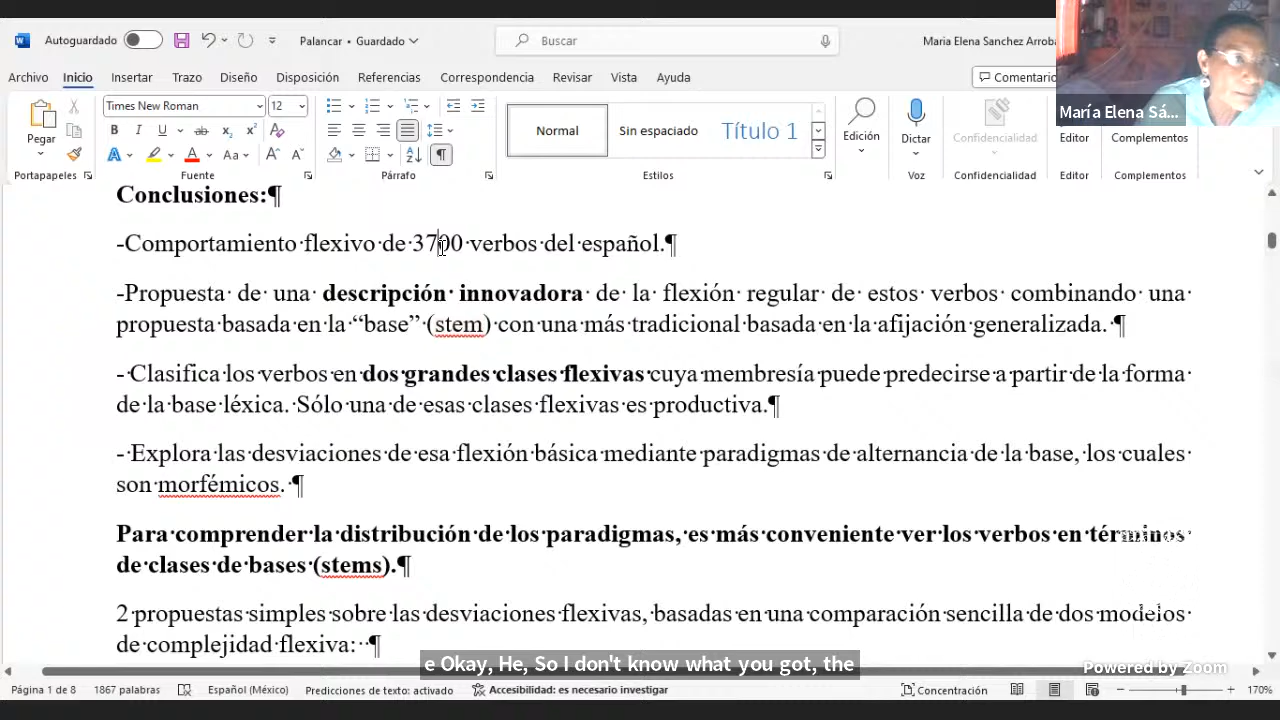 Autoguardado
Palancar • Guardado
Buscar
Maria Elena Sanchez Arroba
Archivo Inicio Insertar Trazo Diseño Disposición Referencias Correspondencia Revisar Vista Ayuda
Comentario
María Elena Sá...
Times New Roman 12
Pegar
Normal
Sin espaciado
Título 1
Edición
Dictar
Confidencialidad
Editor
Complementos
Portapapeles Fuente Párrafo Estilos Voz Confidencialidad Editor Complementos
Conclusiones:¶
-Comportamiento·flexivo·de·3700·verbos·del·español.¶
-Propuesta· de· una· descripción· innovadora· de· la· flexión· regular· de· estos· verbos· combinando· una·
propuesta·basada·en·la·“base”·(stem)·con·una·más·tradicional·basada·en·la·afijación·generalizada.·¶
-·Clasifica·los·verbos·en·dos·grandes·clases·flexivas·cuya·membresía·puede·predecirse·a·partir·de·la·forma·
de·la·base·léxica.·Sólo·una·de·esas·clases·flexivas·es·productiva.¶
-·Explora·las·desviaciones·de·esa·flexión·básica·mediante·paradigmas·de·alternancia·de·la·base,·los·cuales·
son·morfémicos.·¶
Para·comprender·la·distribución·de·los·paradigmas,·es·más·conveniente·ver·los·verbos·en·términos·
de·clases·de·bases·(stems).¶
2·propuestas·simples·sobre·las·desviaciones·flexivas,·basadas·en·una·comparación·sencilla·de·dos·modelos·
de·complejidad·flexiva:··¶
e Okay, He, So I don't know what you got, the
Powered by Zoom
Página 1 de 8 1867 palabras Español (México) Predicciones de texto: activado Accesibilidad: es necesario investigar Concentración 170%